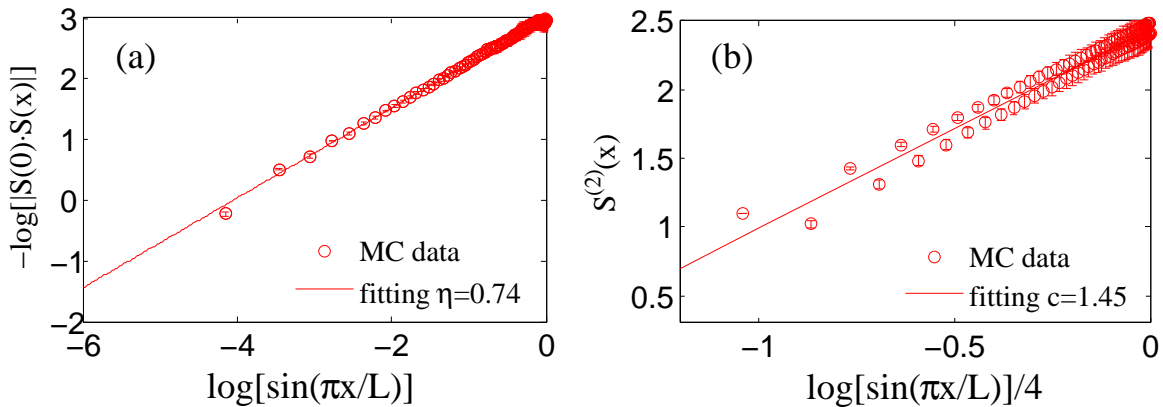 (a)
3
2
1
0
−1
−2
−log[|S(0)·S(x)|]
MC data
fitting η=0.74
−6
−4
−2
0
log[sin(πx/L)]
(b)
2.5
2
1.5
1
0.5
S^(2)(x)
MC data
fitting c=1.45
−1
−0.5
0
log[sin(πx/L)]/4